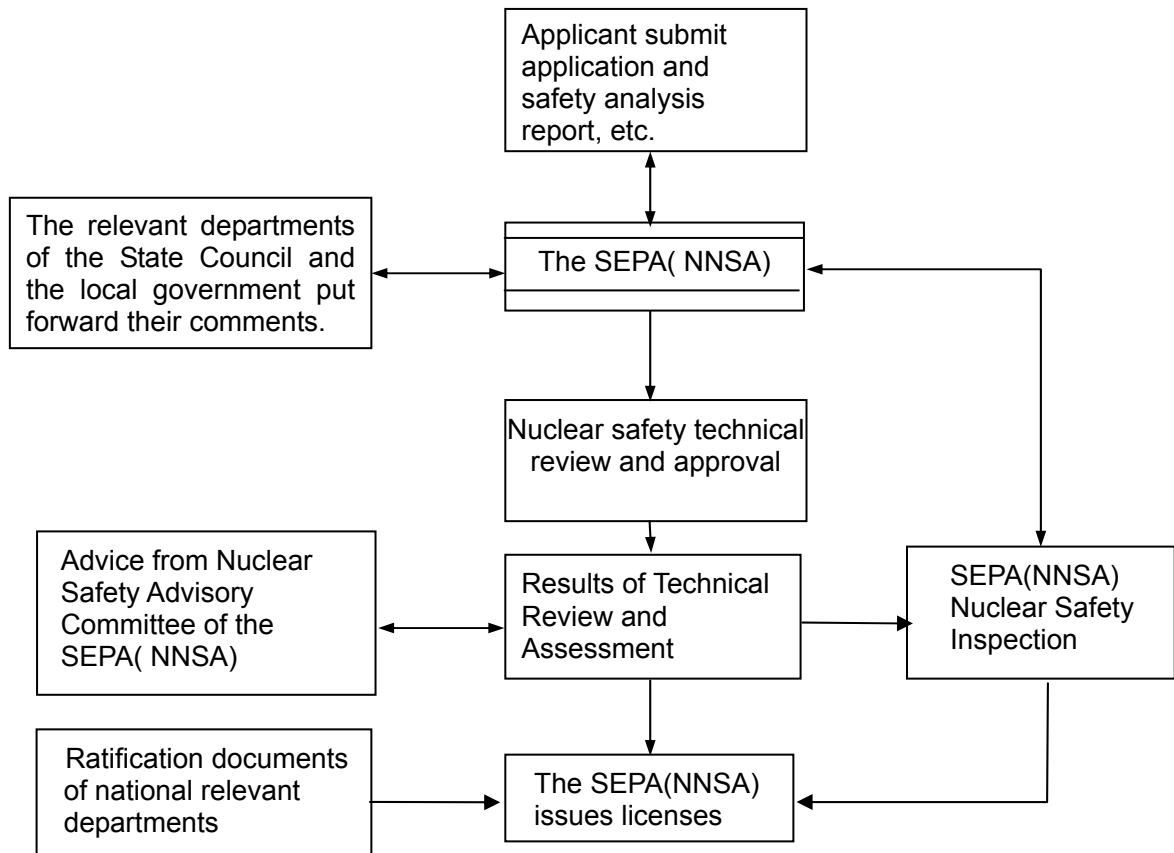 Applicant submit
application and
safety analysis
report, etc.
The relevant departments
of the State Council and
the local government put
forward their comments.
The SEPA( NNSA)
Nuclear safety technical
review and approval
Advice from Nuclear
Safety Advisory
Committee of the
SEPA( NNSA)
Results of Technical
Review and
Assessment
SEPA(NNSA)
Nuclear Safety
Inspection
Ratification documents
of national relevant
departments
The SEPA(NNSA)
issues licenses